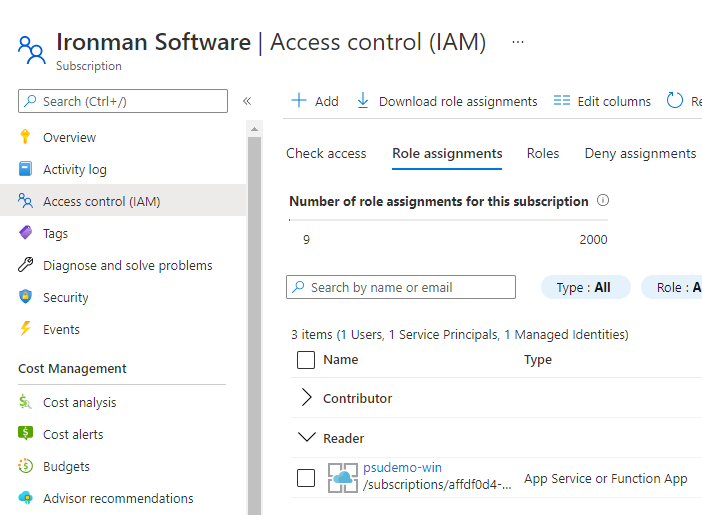 Ironman Software | Access control (IAM) ...
Subscription
Search (Ctrl+/)
«
Overview
Activity log
Access control (IAM)
Tags
Diagnose and solve problems
Security
Events
Cost Management
Cost analysis
Cost alerts
Budgets
Advisor recommendations
Add Download role assignments Edit columns Re
Check access Role assignments Roles Deny assignments
Number of role assignments for this subscription
9 2000
Search by name or email Type : All Role : A
3 items (1 Users, 1 Service Principals, 1 Managed Identities)
Name Type
Contributor
Reader
psudemo-win
/subscriptions/affdf0d4-... App Service or Function App